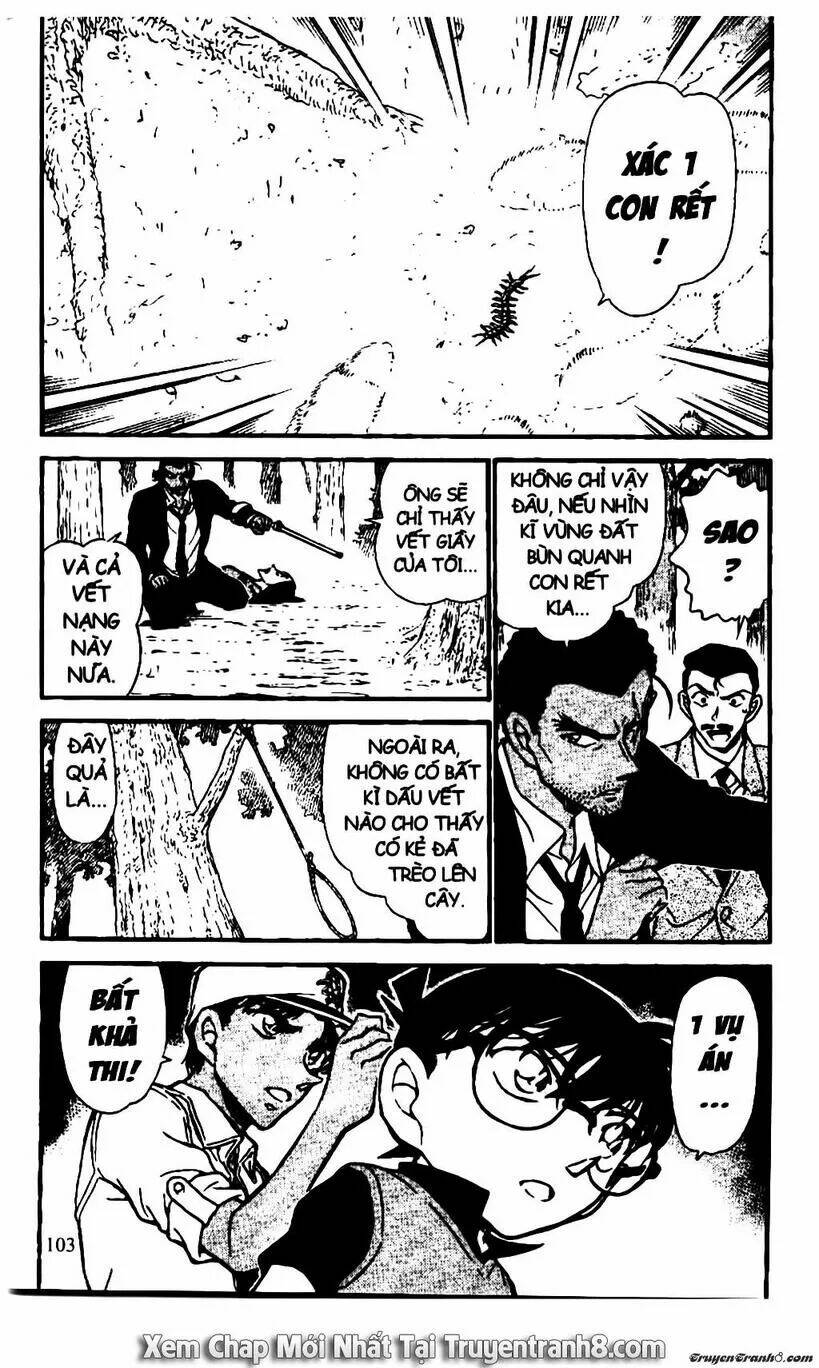 XÁC 1
CON RẾT
!
SAO
?
KHÔNG CHỈ VẬY
ĐÂU, NẾU NHÌN
KĨ VÙNG ĐẤT
BÙN QUANH
CON RẾT
KIA...
ÔNG SẼ
CHỈ THẤY
VẾT GIÀY
CỦA TÔI...
VÀ CẢ
VẾT
NẠNG
NÀY
NỮA.
NGOÀI RA,
KHÔNG CÓ BẤT
KÌ DẤU VẾT
NÀO CHO THẤY
CÓ KẺ ĐÃ
TRÈO LÊN
CÂY.
ĐÂY
QUẢ
LÀ...
1 VỤ
ÁN
...
BẤT
KHẢ
THI!
103
Xem Chap Mới Nhất Tại Truyentranh8.com
TruyenTranh8.com